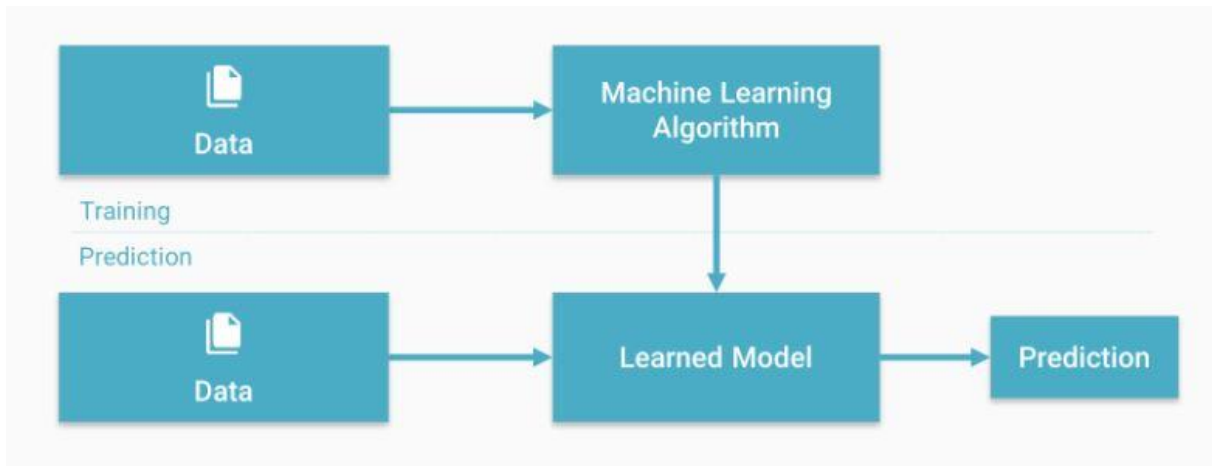 Data
Machine Learning
Algorithm
Training
Prediction
Data
Learned Model
Prediction